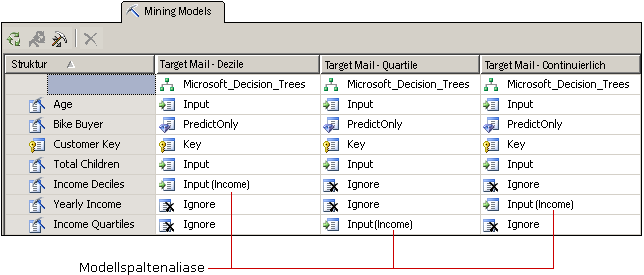 Mining Models
Struktur Target Mail - Dezile Target Mail - Quartile Target Mail - Continuierlich
Microsoft_Decision_Trees Microsoft_Decision_Trees Microsoft_Decision_Trees
Age Input Input Input
Bike Buyer PredictOnly PredictOnly PredictOnly
Customer Key Key Key Key
Total Children Input Input Input
Income Deciles Input (Income) Ignore Ignore
Yearly Income Ignore Ignore Input (Income)
Income Quartiles Ignore Input(Income) Ignore
Modellspaltenaliase